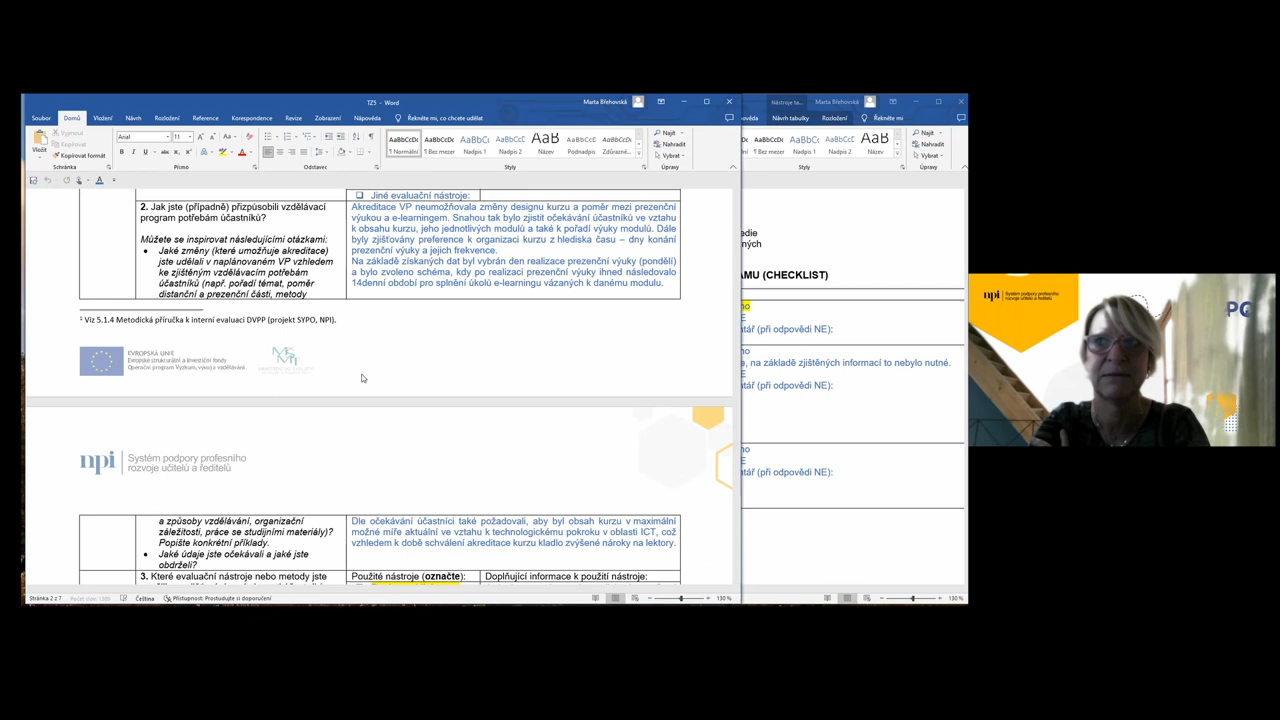 TZ5 - Word
Marta Břehovská
Soubor Domů Vložení Návrh Rozložení Reference Korespondence Revize Zobrazení Nápověda Řekněte mi, co chcete udělat
Vložit
Vyjmout
Kopírovat
Kopírovat formát
Arial 11
Písmo Odstavec Styly Úpravy
AaBbCcDc AaBbCcDc AaBbCc AaBbCcC AaB AaBbCcC AaBbCcDc
¶ Normální ¶ Bez mezer Nadpis 1 Nadpis 2 Název Podnadpis Zdůrazně...
Najít
Nahradit
Vybrat
Jiné evaluační nástroje:
2. Jak jste (případně) přizpůsobili vzdělávací
program potřebám účastníků?
Můžete se inspirovat následujícími otázkami:
• Jaké změny (které umožňuje akreditace)
jste udělali v naplánovaném VP vzhledem
ke zjištěným vzdělávacím potřebám
účastníků (např. pořadí témat, poměr
distanční a prezenční části, metody
Akreditace VP neumožňovala změny designu kurzu a poměr mezi prezenční
výukou a e-learningem. Snahou tak bylo zjistit očekávání účastníků ve vztahu
k obsahu kurzu, jeho jednotlivých modulů a také k pořadí výuky modulů. Dále
byly zjišťovány preference k organizaci kurzu z hlediska času – dny konání
prezenční výuky a jejich frekvence.
Na základě získaných dat byl vybrán den realizace prezenční výuky (pondělí)
a bylo zvoleno schéma, kdy po realizaci prezenční výuky ihned následovalo
14denní období pro splnění úkolů e-learningu vázaných k danému modulu.
¹ Viz 5.1.4 Metodická příručka k interní evaluaci DVPP (projekt SYPO, NPI).
EVROPSKÁ UNIE
Evropské strukturální a investiční fondy
Operační program Výzkum, vývoj a vzdělávání
npi Systém podpory profesního
rozvoje učitelů a ředitelů
a způsoby vzdělávání, organizační
záležitosti, práce se studijními materiály)?
Popište konkrétní příklady.
• Jaké údaje jste očekávali a jaké jste
obdrželi?
Dle očekávání účastníci také požadovali, aby byl obsah kurzu v maximální
možné míře aktuální ve vztahu k technologickému pokroku v oblasti ICT, což
vzhledem k době schválení akreditace kurzu kladlo zvýšené nároky na lektory.
3. Které evaluační nástroje nebo metody jste
Použité nástroje (označte):
Doplňující informace k použití nástroje:
Stránka 2 z 7 Počet slov: 1389 Čeština Přístupnost: Prostudujte si doporučení 130 %
Nástroje ta... Marta Břehovská
ověda Návrh tabulky Rozložení Řekněte mi
AaBbCcDc AaBbCcDc AaBbCc AaBbCcC AaB
¶ Normální ¶ Bez mezer Nadpis 1 Nadpis 2 Název
Najít
Nahradit
Vybrat
Styly Úpravy
edie
ných
AMU (CHECKLIST)
no
E
ntář (při odpovědi NE):
no
e, na základě zjištěných informací to nebylo nutné.
E
ntář (při odpovědi NE):
no
E
ntář (při odpovědi NE):
130 %
npi Systém podpory profesního
rozvoje učitelů a ředitelů
PO